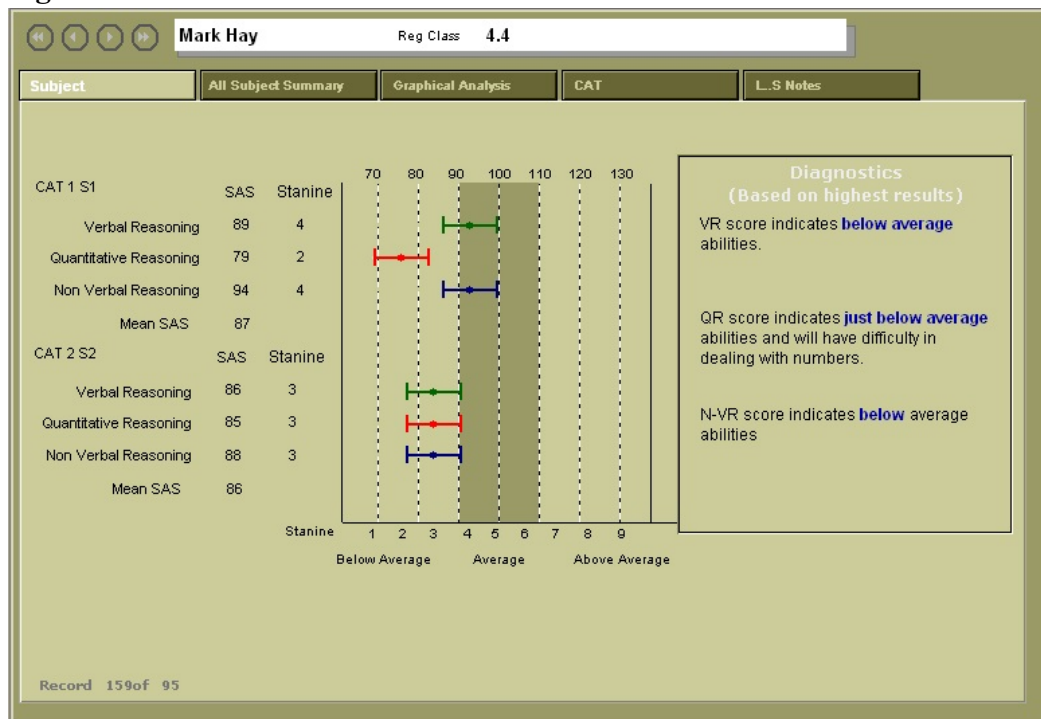 Mark Hay Reg Class 4.4
Subject All Subject Summary Graphical Analysis CAT L..S Notes
70 80 90 100 110 120 130
CAT 1 S1 SAS Stanine
Verbal Reasoning 89 4
Quantitative Reasoning 79 2
Non Verbal Reasoning 94 4
Mean SAS 87
CAT 2 S2 SAS Stanine
Verbal Reasoning 86 3
Quantitative Reasoning 85 3
Non Verbal Reasoning 88 3
Mean SAS 86
Stanine 1 2 3 4 5 6 7 8 9
Below Average Average Above Average
Diagnostics
(Based on highest results)
VR score indicates below average
abilities.
QR score indicates just below average
abilities and will have difficulty in
dealing with numbers.
N-VR score indicates below average
abilities
Record 159of 95